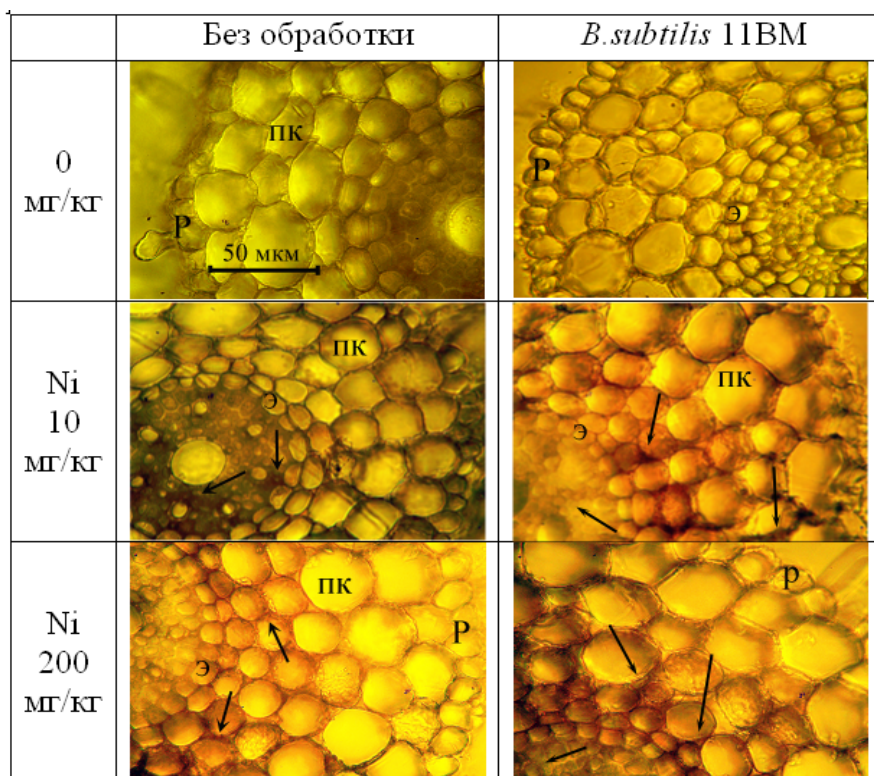 Без обработки
B.subtilis 11ВМ
0
мг/кг
пк
Р
50 мкм
Р
э
Ni
10
мг/кг
пк
э
пк
э
Ni
200
мг/кг
пк
Р
э
р